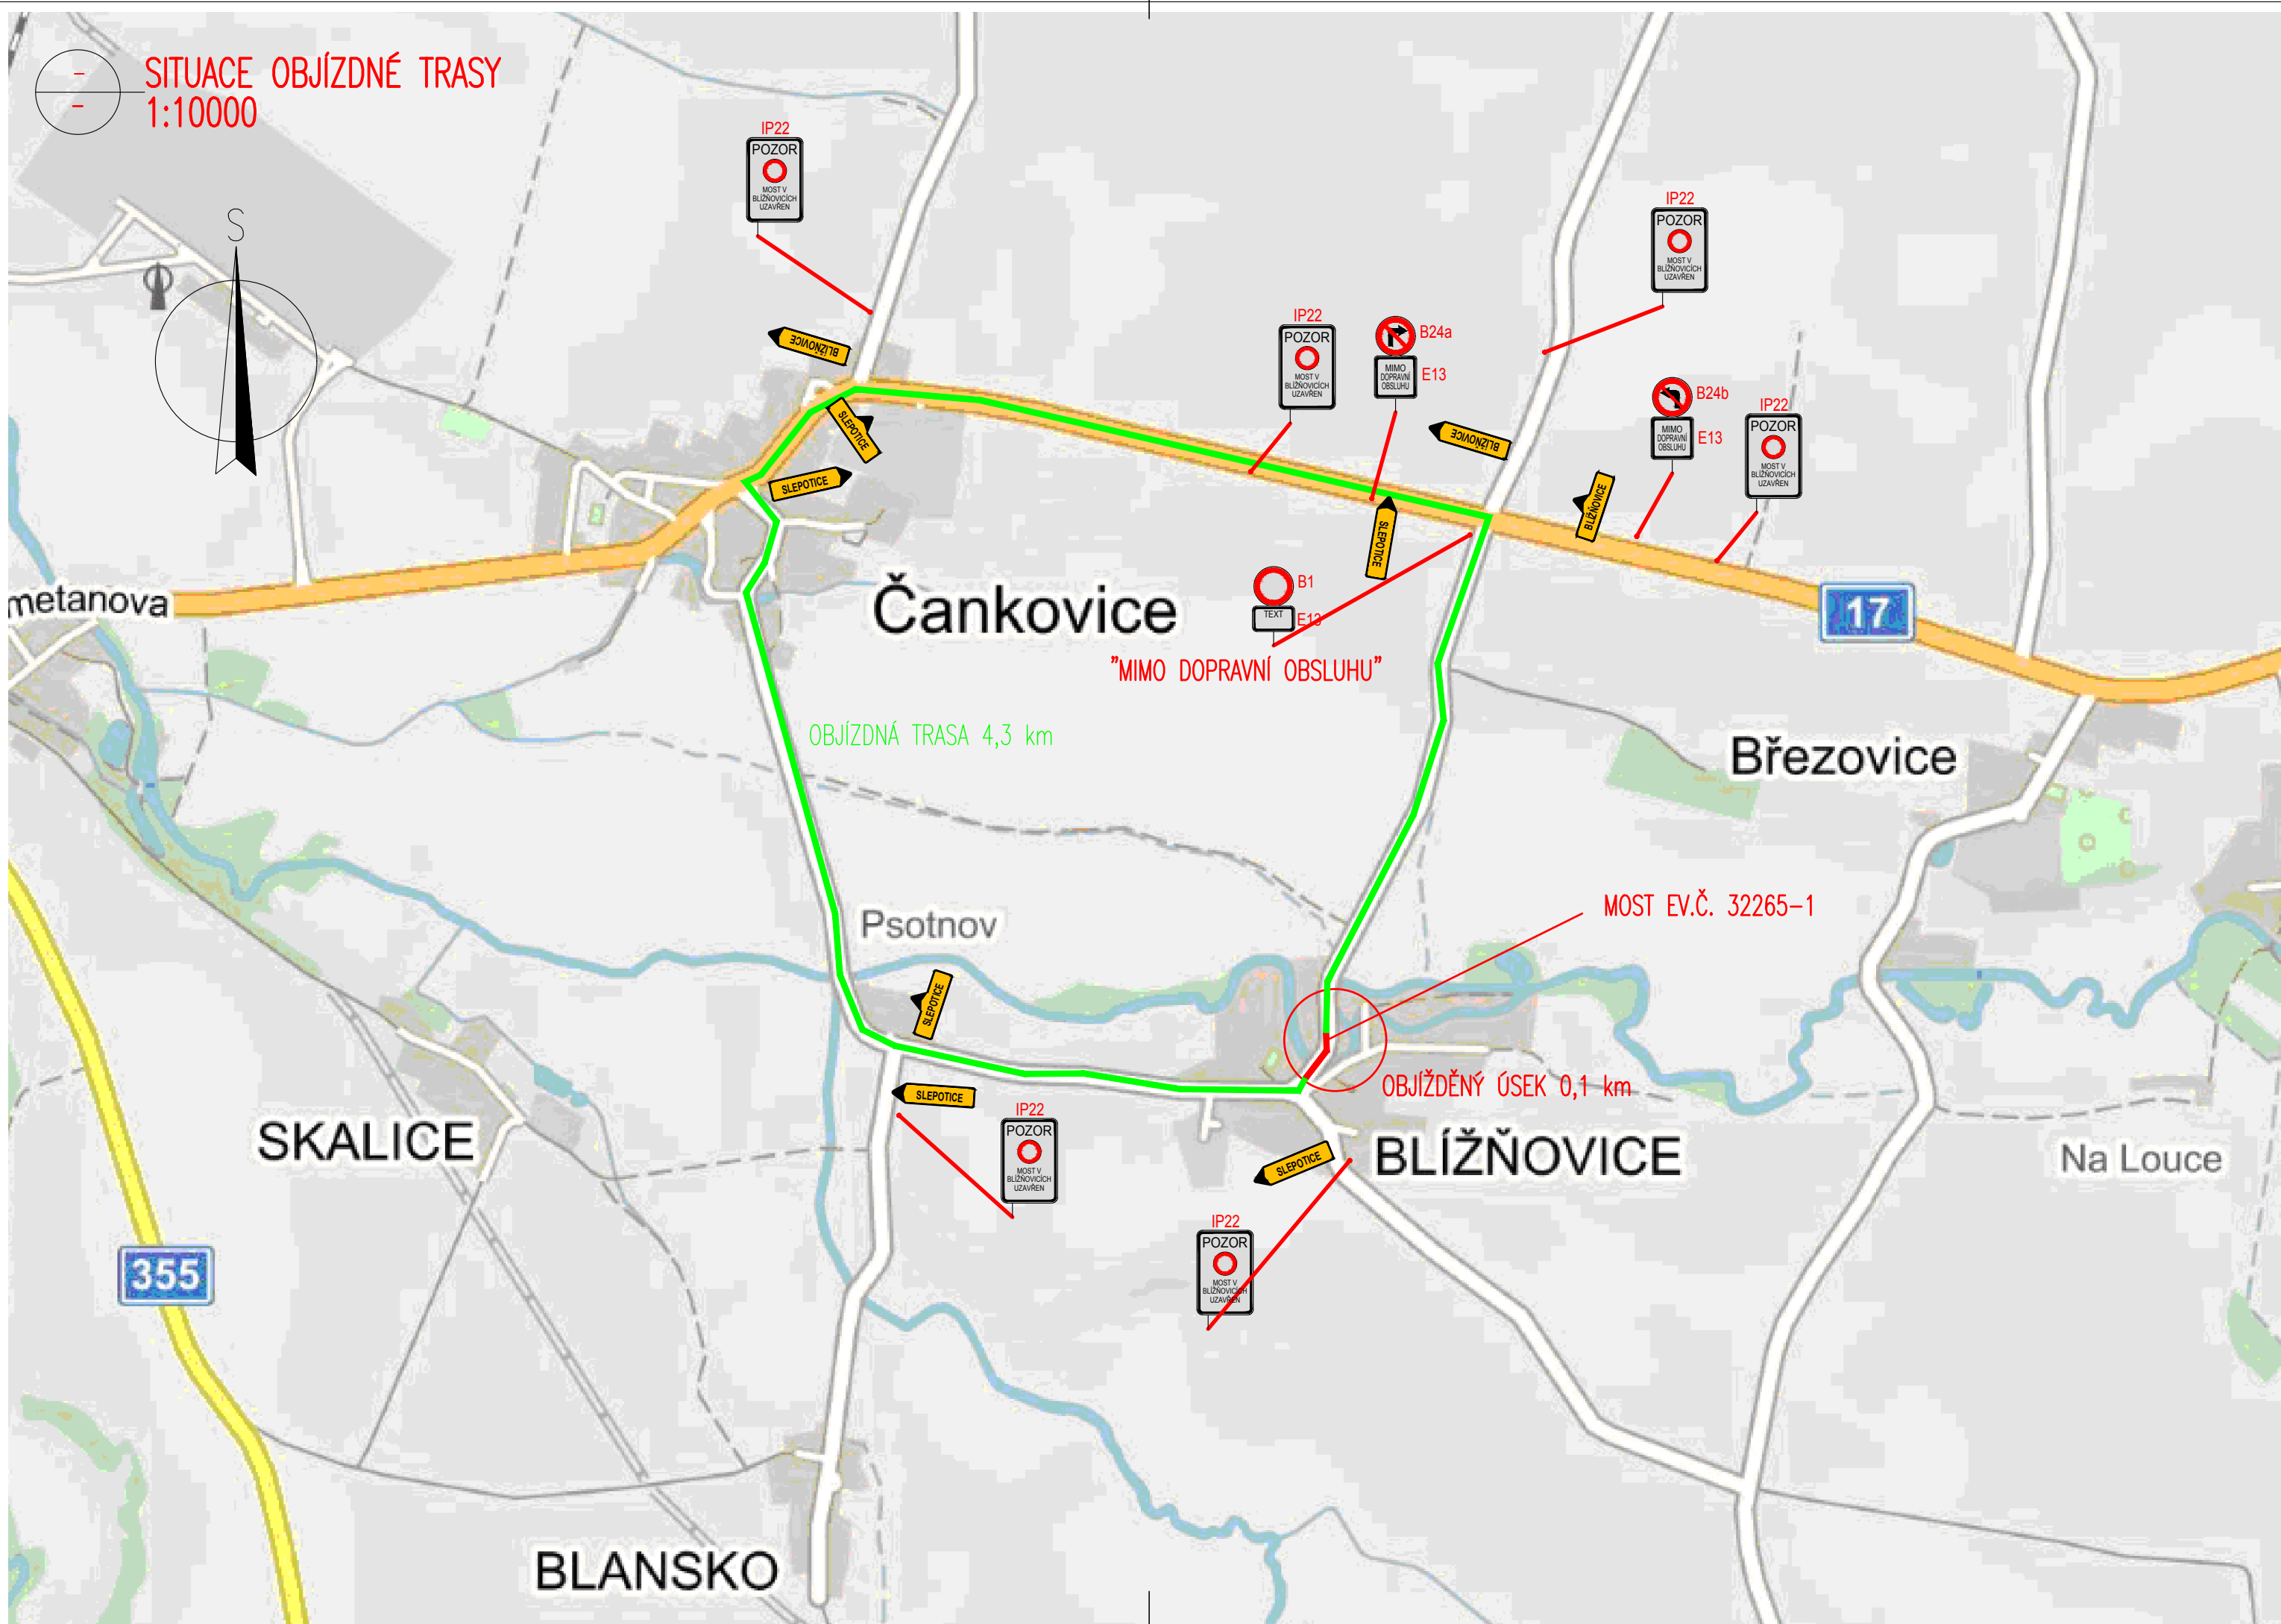 SITUACE OBJÍZDNÉ TRASY
1:10000
S
IP22
POZOR
MOST V
BLÍŽŇOVICÍCH
UZAVŘEN
BLÍŽŇOVICE
SLEPOTICE
SLEPOTICE
IP22
POZOR
MOST V
BLÍŽŇOVICÍCH
UZAVŘEN
B24a
MIMO
DOPRAVNÍ
OBSLUHU
E13
BLÍŽŇOVICE
SLEPOTICE
IP22
POZOR
MOST V
BLÍŽŇOVICÍCH
UZAVŘEN
B24b
MIMO
DOPRAVNÍ
OBSLUHU
E13
IP22
POZOR
MOST V
BLÍŽŇOVICÍCH
UZAVŘEN
BLÍŽŇOVICE
metanova
Čankovice
B1
TEXT
E13
"MIMO DOPRAVNÍ OBSLUHU"
17
OBJÍZDNÁ TRASA 4,3 km
Březovice
Psotnov
MOST EV.Č. 32265-1
SLEPOTICE
SLEPOTICE
OBJÍŽDĚNÝ ÚSEK 0,1 km
IP22
POZOR
MOST V
BLÍŽŇOVICÍCH
UZAVŘEN
SKALICE
SLEPOTICE
BLÍŽŇOVICE
Na Louce
IP22
POZOR
MOST V
BLÍŽŇOVICÍCH
UZAVŘEN
355
BLANSKO